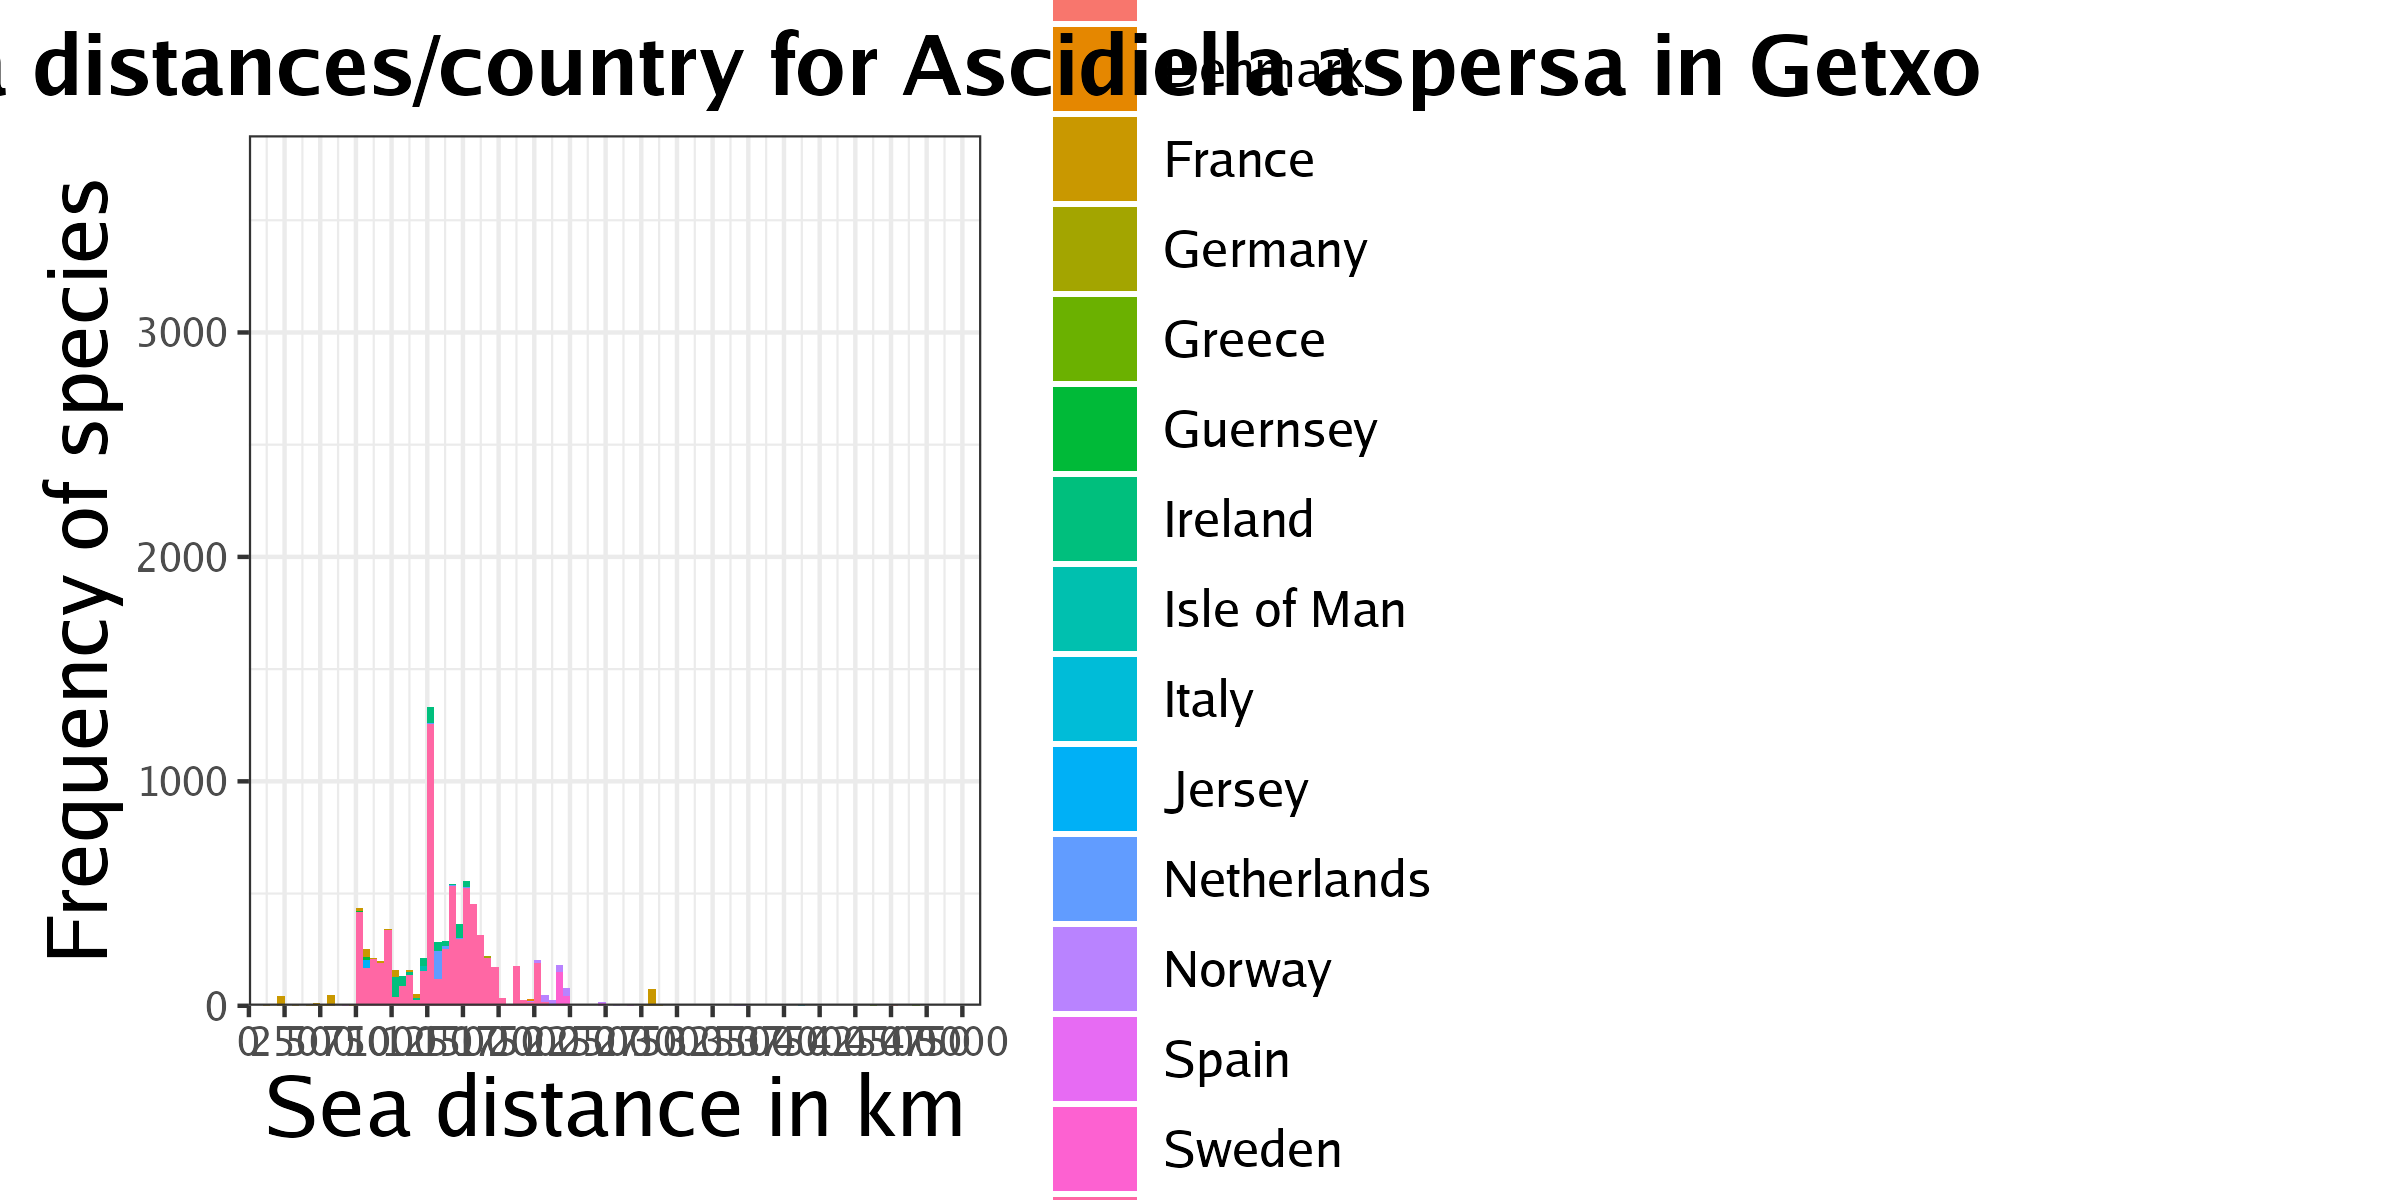 distances/country for Ascidiella aspersa in Getxo
Denmark
France
Germany
Greece
Guernsey
Ireland
Isle of Man
Italy
Jersey
Netherlands
Norway
Spain
Sweden
Frequency of species
3000
2000
1000
0
Sea distance in km